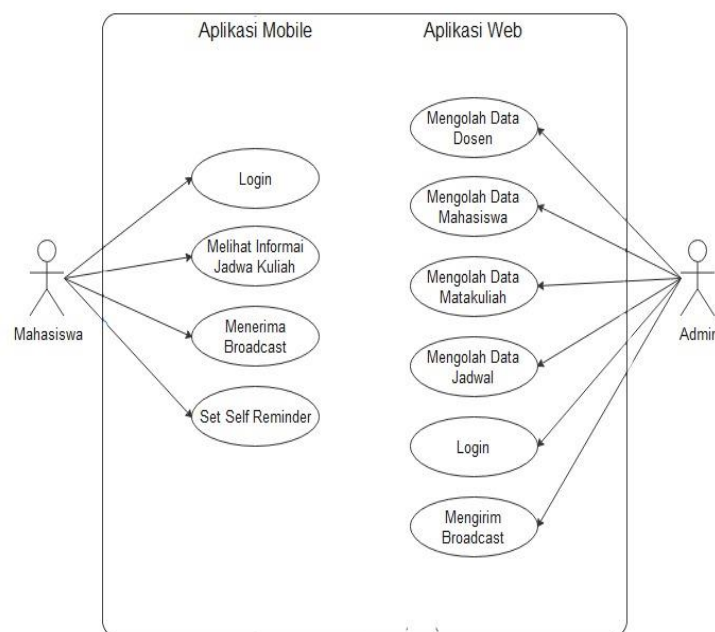 Aplikasi Mobile
Aplikasi Web
Login
Melihat Informai
Jadwa Kuliah
Menerima
Broadcast
Set Self Reminder
Mahasiswa
Mengolah Data
Dosen
Mengolah Data
Mahasiswa
Mengolah Data
Matakuliah
Mengolah Data
Jadwal
Login
Mengirim
Broadcast
Admin